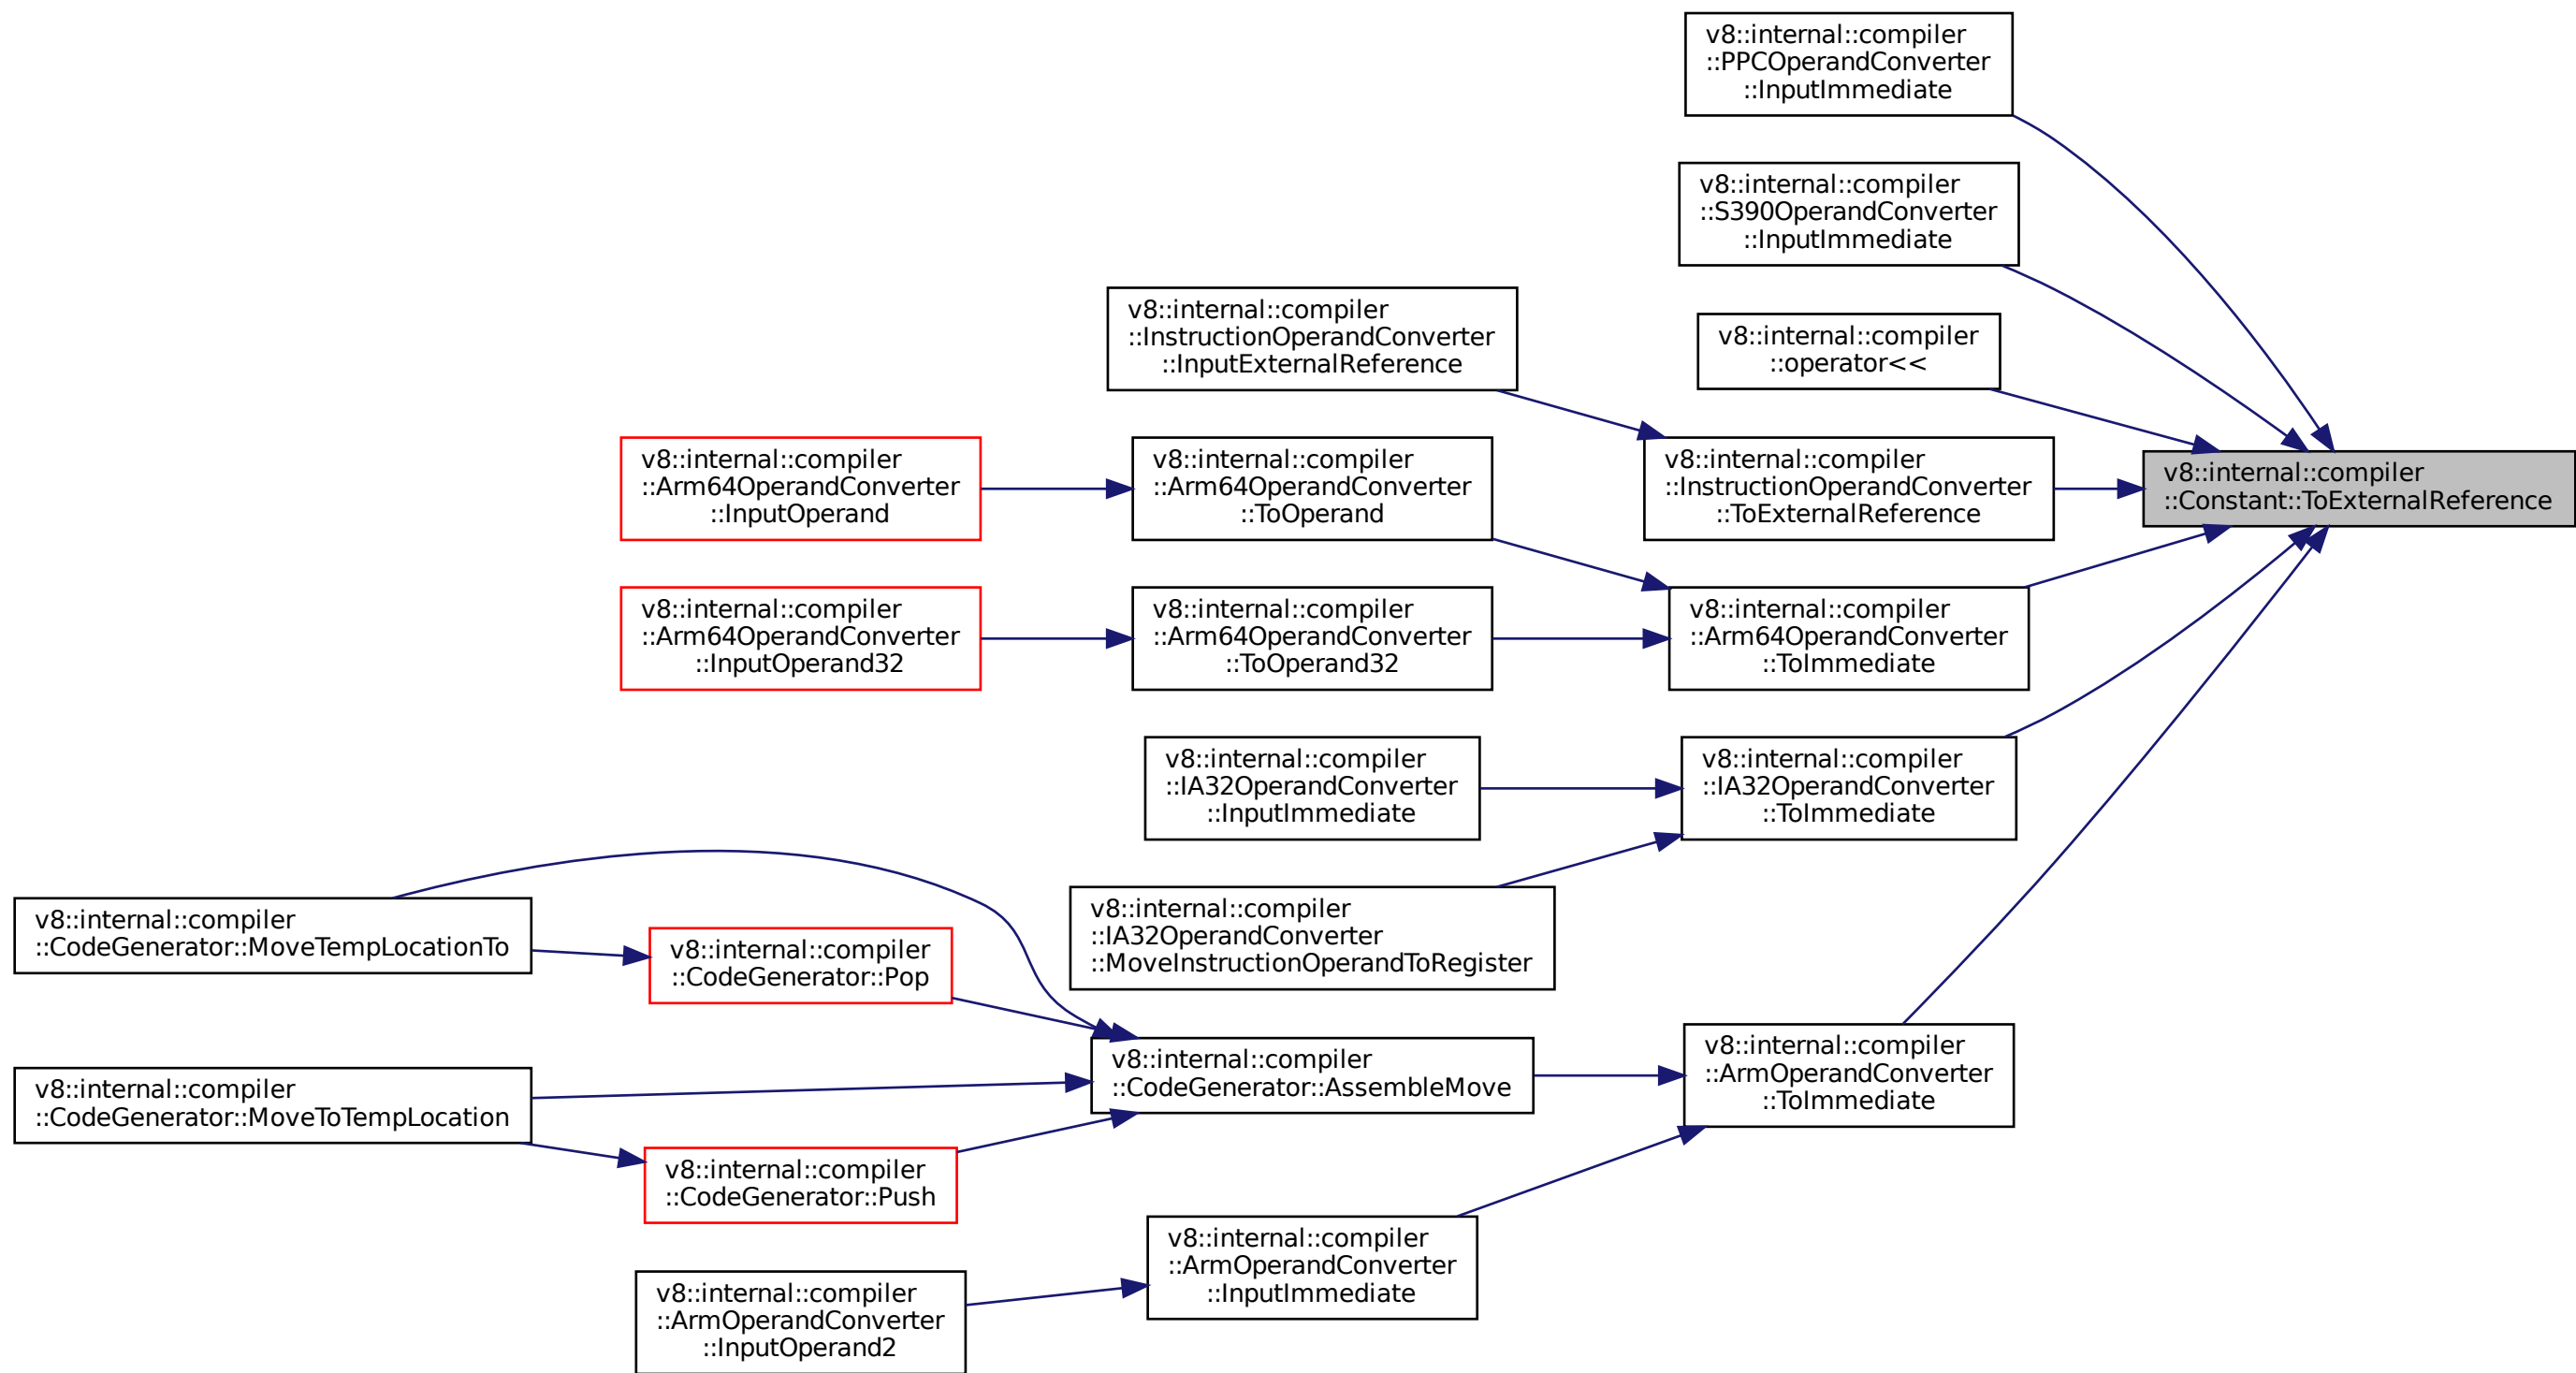 v8::internal::compiler
::PPCOperandConverter
::InputImmediate
v8::internal::compiler
::S390OperandConverter
::InputImmediate
v8::internal::compiler
::InstructionOperandConverter
::InputExternalReference
v8::internal::compiler
::operator<<
v8::internal::compiler
::Arm64OperandConverter
::InputOperand
v8::internal::compiler
::Arm64OperandConverter
::ToOperand
v8::internal::compiler
::InstructionOperandConverter
::ToExternalReference
v8::internal::compiler
::Constant::ToExternalReference
v8::internal::compiler
::Arm64OperandConverter
::InputOperand32
v8::internal::compiler
::Arm64OperandConverter
::ToOperand32
v8::internal::compiler
::Arm64OperandConverter
::ToImmediate
v8::internal::compiler
::IA32OperandConverter
::InputImmediate
v8::internal::compiler
::IA32OperandConverter
::ToImmediate
v8::internal::compiler
::CodeGenerator::MoveTempLocationTo
v8::internal::compiler
::CodeGenerator::Pop
v8::internal::compiler
::IA32OperandConverter
::MoveInstructionOperandToRegister
v8::internal::compiler
::CodeGenerator::MoveToTempLocation
v8::internal::compiler
::CodeGenerator::Push
v8::internal::compiler
::CodeGenerator::AssembleMove
v8::internal::compiler
::ArmOperandConverter
::ToImmediate
v8::internal::compiler
::ArmOperandConverter
::InputOperand2
v8::internal::compiler
::ArmOperandConverter
::InputImmediate